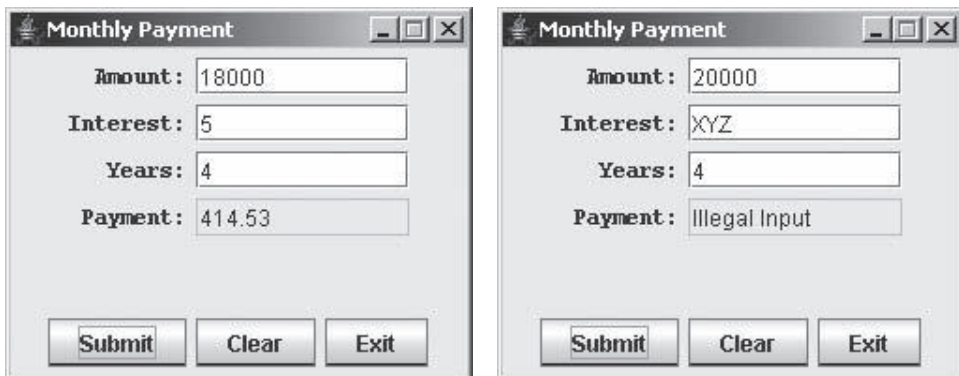 Monthly Payment
Amount: 18000
Interest: 5
Years: 4
Payment: 414.53
Submit Clear Exit
Monthly Payment
Amount: 20000
Interest: XYZ
Years: 4
Payment: Illegal Input
Submit Clear Exit